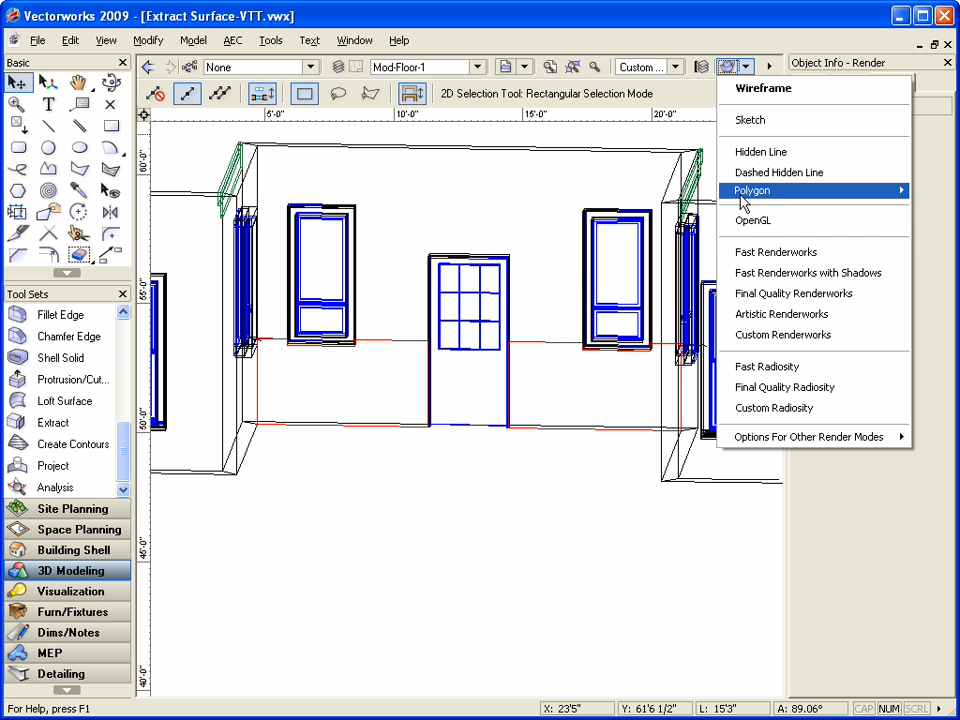 Vectorworks 2009 - [Extract Surface-VTT.vwx]
File Edit View Modify Model AEC Tools Text Window Help
Basic
None
Mod-Floor-1
Custom ...
Object Info - Render
2D Selection Tool: Rectangular Selection Mode
5'-0" 10'-0" 15'-0" 20'-0"
60'-0"
55'-0"
50'-0"
45'-0"
40'-0"
Wireframe
Sketch
Hidden Line
Dashed Hidden Line
Polygon
OpenGL
Fast Renderworks
Fast Renderworks with Shadows
Final Quality Renderworks
Artistic Renderworks
Custom Renderworks
Fast Radiosity
Final Quality Radiosity
Custom Radiosity
Options For Other Render Modes
Tool Sets
Fillet Edge
Chamfer Edge
Shell Solid
Protrusion/Cut...
Loft Surface
Extract
Create Contours
Project
Analysis
Site Planning
Space Planning
Building Shell
3D Modeling
Visualization
Furn/Fixtures
Dims/Notes
MEP
Detailing
For Help, press F1
X: 23'5" Y: 61'6 1/2" L: 15'3" A: 89.06° CAP NUM SCRL